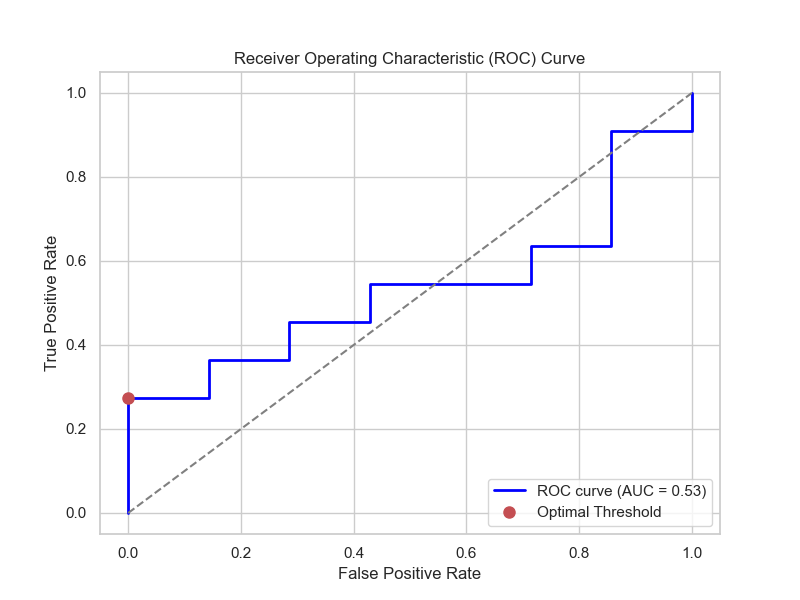 Receiver Operating Characteristic (ROC) Curve
True Positive Rate
1.0
0.8
0.6
0.4
0.2
0.0
ROC curve (AUC = 0.53)
Optimal Threshold
0.0 0.2 0.4 0.6 0.8 1.0
False Positive Rate